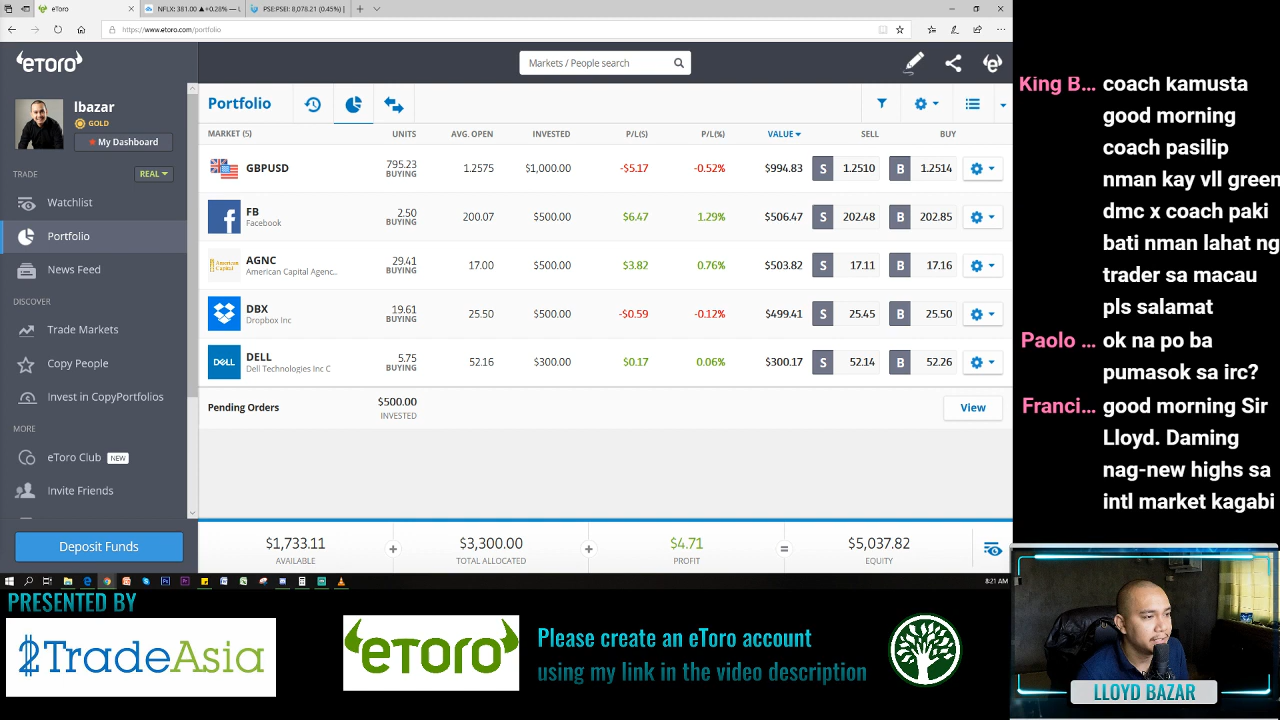 eToro
NFLX: 381.00 ▲+0.28% — L
PSE:PSEI: 8,078.21 (0.45%) |
https://www.etoro.com/portfolio
eToro
Markets / People search
lbazar
GOLD
My Dashboard
TRADE
REAL
Watchlist
Portfolio
News Feed
DISCOVER
Trade Markets
Copy People
Invest in CopyPortfolios
MORE
eToro Club NEW
Invite Friends
Deposit Funds
Portfolio
MARKET (5) UNITS AVG. OPEN INVESTED P/L($) P/L(%) VALUE SELL BUY
GBPUSD 795.23 BUYING 1.2575 $1,000.00 -$5.17 -0.52% $994.83 S 1.2510 B 1.2514
FB Facebook 2.50 BUYING 200.07 $500.00 $6.47 1.29% $506.47 S 202.48 B 202.85
American Capital
AGNC American Capital Agenc.. 29.41 BUYING 17.00 $500.00 $3.82 0.76% $503.82 S 17.11 B 17.16
DBX Dropbox Inc 19.61 BUYING 25.50 $500.00 -$0.59 -0.12% $499.41 S 25.45 B 25.50
DELL
DELL Dell Technologies Inc C 5.75 BUYING 52.16 $300.00 $0.17 0.06% $300.17 S 52.14 B 52.26
Pending Orders $500.00 INVESTED View
$1,733.11 + $3,300.00 + $4.71 = $5,037.82
AVAILABLE TOTAL ALLOCATED PROFIT EQUITY
8:21 AM
King B... coach kamusta
good morning
coach pasilip
nman kay vll green
dmc x coach paki
bati nman lahat ng
trader sa macau
pls salamat
Paolo ... ok na po ba
pumasok sa irc?
Franci... good morning Sir
Lloyd. Daming
nag-new highs sa
intl market kagabi
PRESENTED BY
2TradeAsia
eToro
Please create an eToro account
using my link in the video description
LLOYD BAZAR